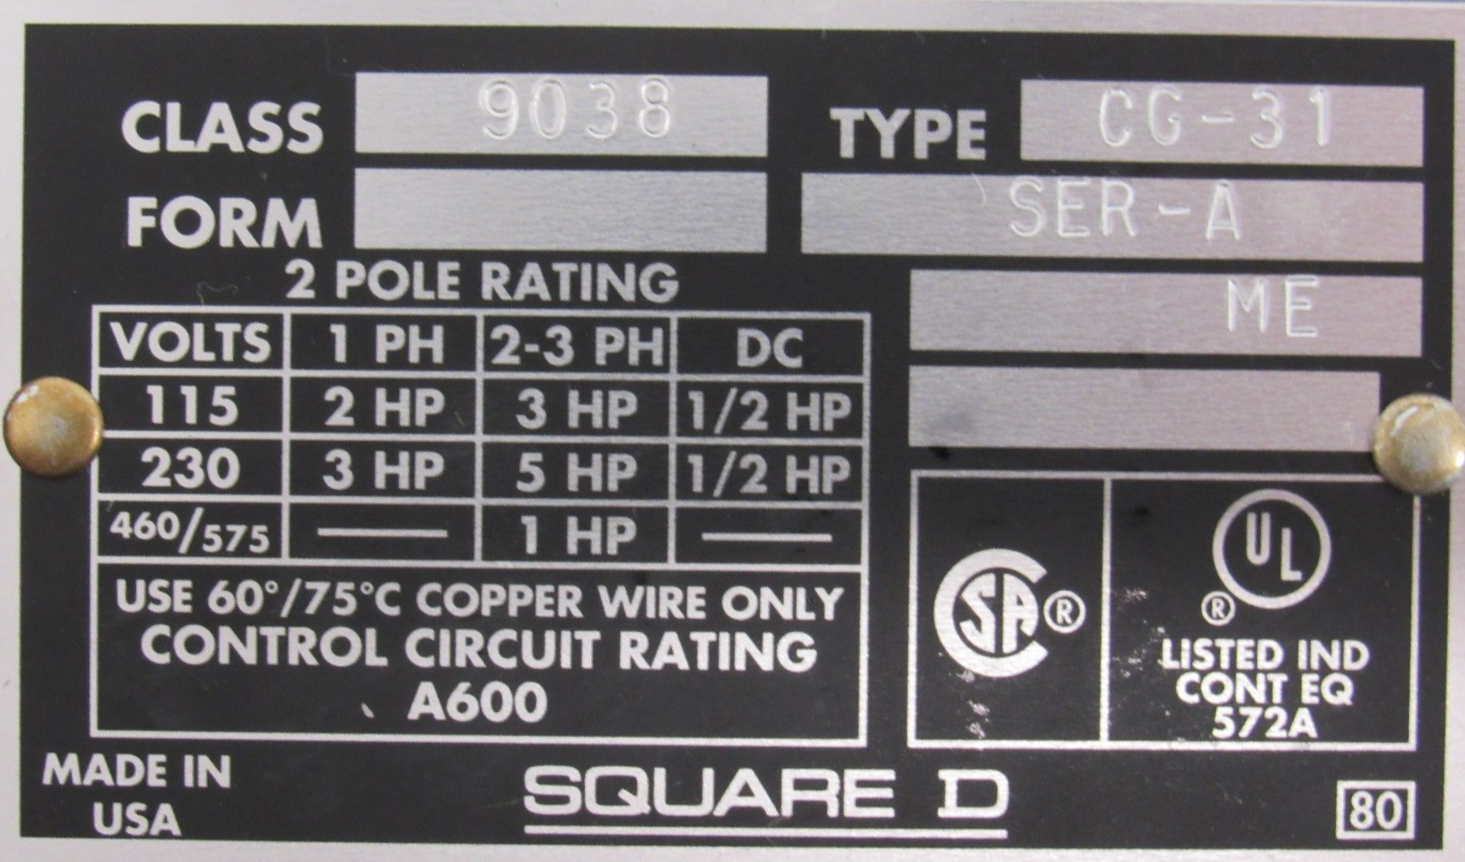 CLASS 9038 TYPE CG-31
FORM SER-A
2 POLE RATING
ME
VOLTS 1 PH 2-3 PH DC
115 2 HP 3 HP 1/2 HP
230 3 HP 5 HP 1/2 HP
460/575 — 1 HP —
USE 60°/75°C COPPER WIRE ONLY
CONTROL CIRCUIT RATING
A600
SA ®
UL
®
LISTED IND
CONT EQ
572A
MADE IN
USA
SQUARE D
80